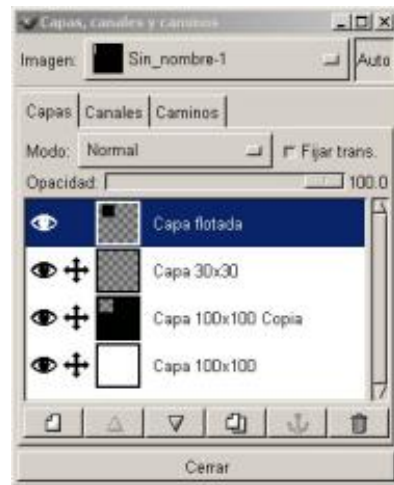 Capas, canales y caminos
Imagen: Sin_nombre-1 Auto
Capas Canales Caminos
Modo: Normal Fijar trans.
Opacidad: 100.0
Capa flotada
Capa 30x30
Capa 100x100 Copia
Capa 100x100
Cerrar